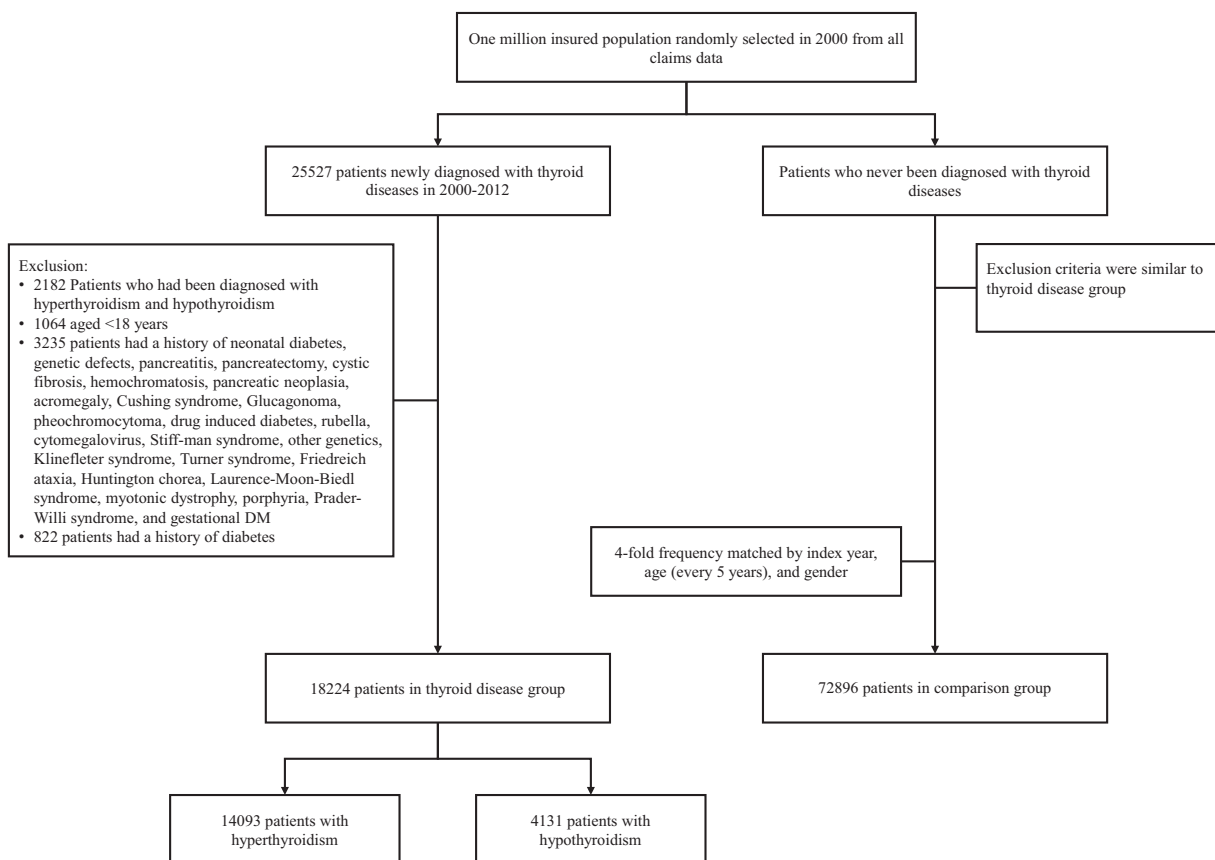 One million insured population randomly selected in 2000 from all
claims data
25527 patients newly diagnosed with thyroid
diseases in 2000-2012
Patients who never been diagnosed with thyroid
diseases
Exclusion:
• 2182 Patients who had been diagnosed with
hyperthyroidism and hypothyroidism
• 1064 aged <18 years
• 3235 patients had a history of neonatal diabetes,
genetic defects, pancreatitis, pancreatectomy, cystic
fibrosis, hemochromatosis, pancreatic neoplasia,
acromegaly, Cushing syndrome, Glucagonoma,
pheochromocytoma, drug induced diabetes, rubella,
cytomegalovirus, Stiff-man syndrome, other genetics,
Klinefleter syndrome, Turner syndrome, Friedreich
ataxia, Huntington chorea, Laurence-Moon-Biedl
syndrome, myotonic dystrophy, porphyria, Prader-
Willi syndrome, and gestational DM
• 822 patients had a history of diabetes
Exclusion criteria were similar to
thyroid disease group
4-fold frequency matched by index year,
age (every 5 years), and gender
18224 patients in thyroid disease group
72896 patients in comparison group
14093 patients with
hyperthyroidism
4131 patients with
hypothyroidism